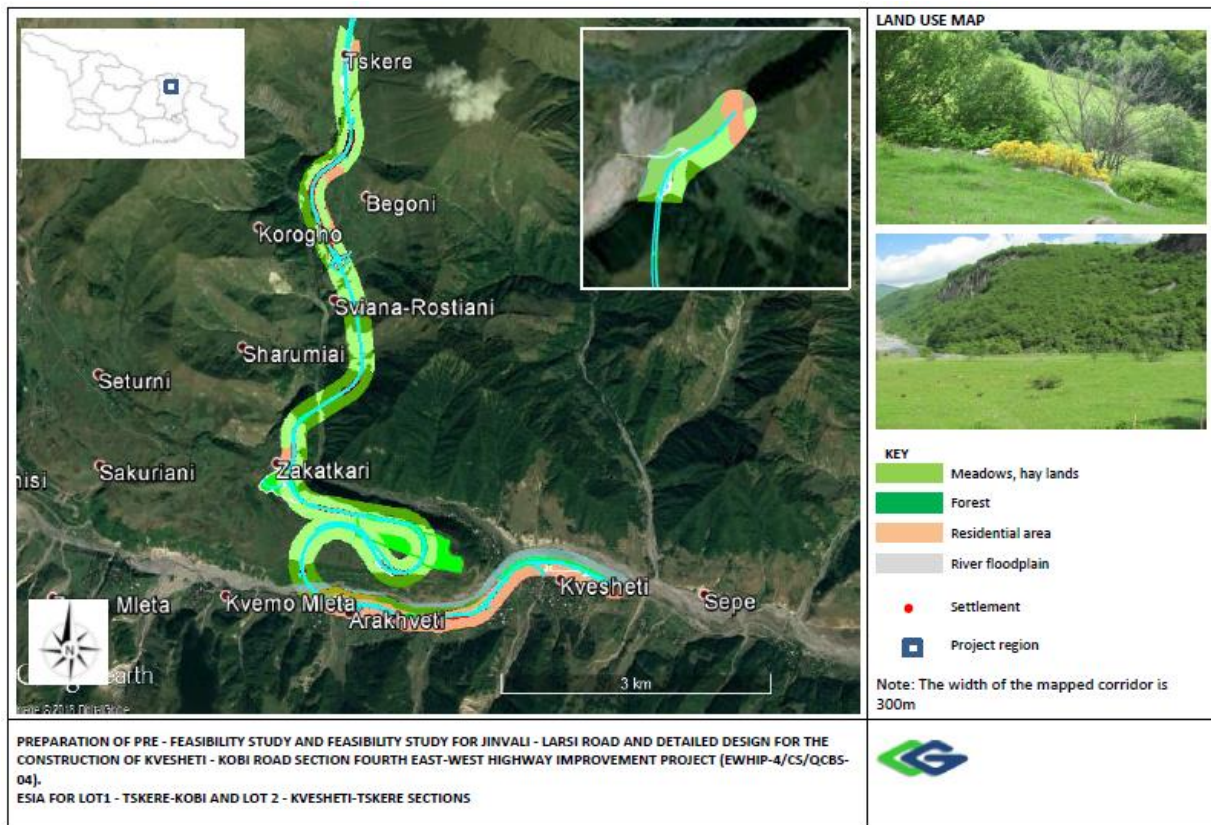 LAND USE MAP
Tskere
Begoni
Korogho
Sviana-Rostiani
Sharumiai
Seturni
Sakuriani
Zakatkari
Mleta
Kvemo Mleta
Arakhveti
Kvesheti
Sepe
N
3 km
KEY
Meadows, hay lands
Forest
Residential area
River floodplain
Settlement
Project region
Note: The width of the mapped corridor is
300m
PREPARATION OF PRE - FEASIBILITY STUDY AND FEASIBILITY STUDY FOR JINVALI - LARSI ROAD AND DETAILED DESIGN FOR THE
CONSTRUCTION OF KVESHETI - KOBI ROAD SECTION FOURTH EAST-WEST HIGHWAY IMPROVEMENT PROJECT (EWHIP-4/CS/QCBS-
04).
ESIA FOR LOT1 - TSKERE-KOBI AND LOT 2 - KVESHETI-TSKERE SECTIONS